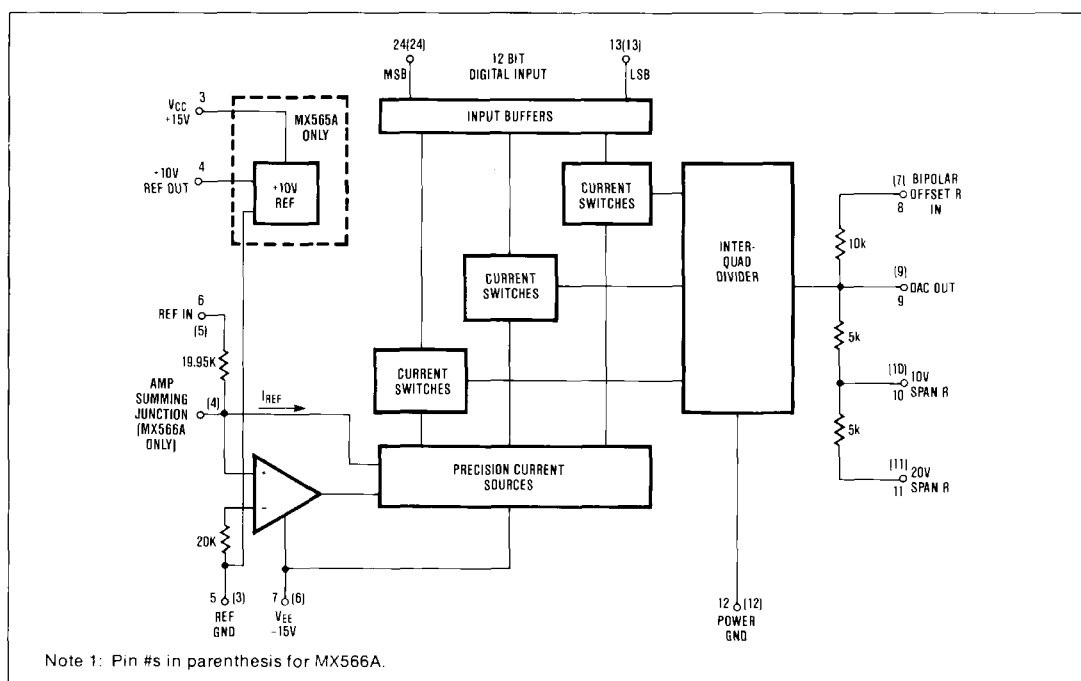 24(24)
MSB
12 BIT
DIGITAL INPUT
13(13)
LSB
INPUT BUFFERS
VCC
+15V
3
MX565A
ONLY
+10V
REF OUT
4
+10V
REF
CURRENT
SWITCHES
CURRENT
SWITCHES
CURRENT
SWITCHES
INTER-
QUAD
DIVIDER
(7) BIPOLAR
OFFSET R
8 IN
10k
(9)
DAC OUT
9
5k
(10) 10V
10 SPAN R
5k
(11) 20V
11 SPAN R
6
REF IN
(5)
19.95K
AMP
SUMMING
JUNCTION
(MX566A
ONLY)
(4)
IREF
PRECISION CURRENT
SOURCES
+
−
20K
5 (3)
REF
GND
7 (6)
VEE
−15V
12 (12)
POWER
GND
Note 1: Pin #s in parenthesis for MX566A.